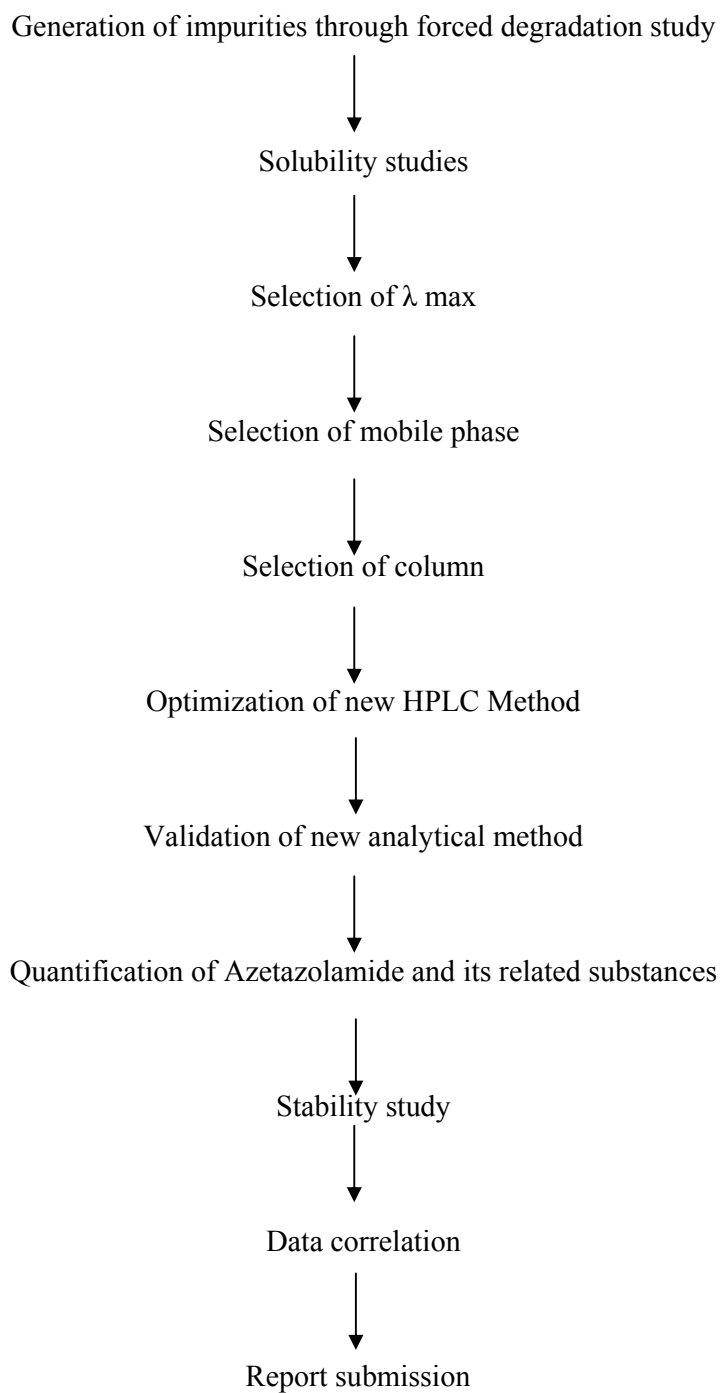 Generation of impurities through forced degradation study
Solubility studies
Selection of λ max
Selection of mobile phase
Selection of column
Optimization of new HPLC Method
Validation of new analytical method
Quantification of Azetazolamide and its related substances
Stability study
Data correlation
Report submission